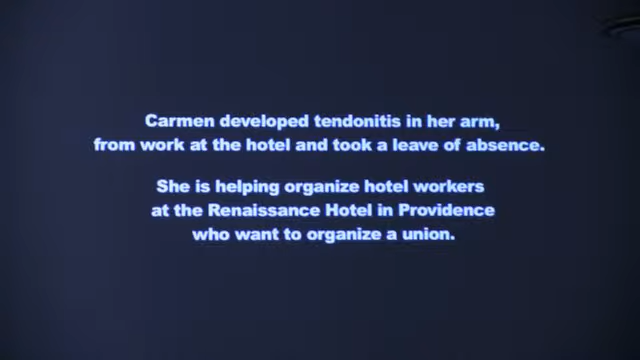 Carmen developed tendonitis in her arm,
from work at the hotel and took a leave of absence.
She is helping organize hotel workers
at the Renaissance Hotel in Providence
who want to organize a union.